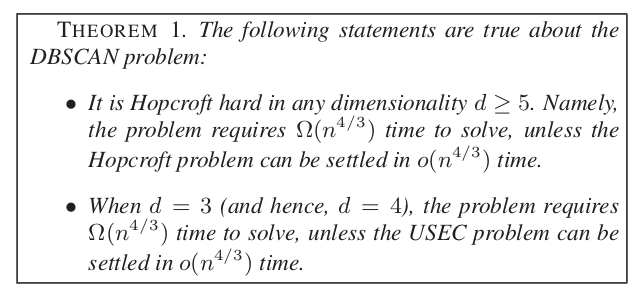 THEOREM 1. The following statements are true about the
DBSCAN problem:
• It is Hopcroft hard in any dimensionality d ≥ 5. Namely,
the problem requires Ω(n^{4/3}) time to solve, unless the
Hopcroft problem can be settled in o(n^{4/3}) time.
• When d = 3 (and hence, d = 4), the problem requires
Ω(n^{4/3}) time to solve, unless the USEC problem can be
settled in o(n^{4/3}) time.